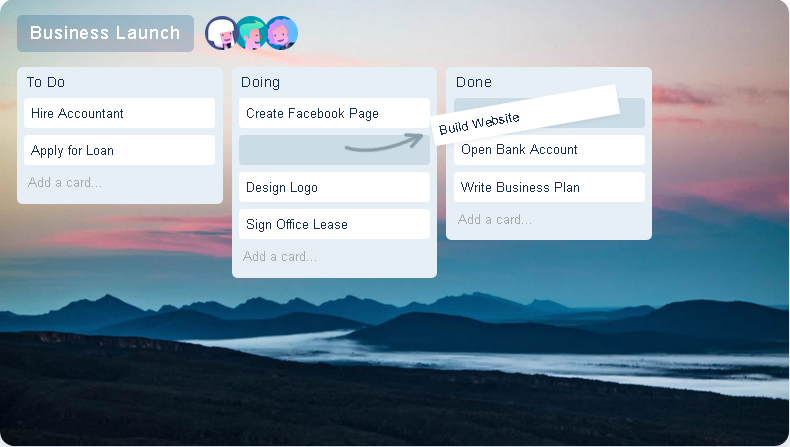 Business Launch
To Do
Hire Accountant
Apply for Loan
Add a card...
Doing
Create Facebook Page
Design Logo
Sign Office Lease
Add a card...
Done
Build Website
Open Bank Account
Write Business Plan
Add a card...